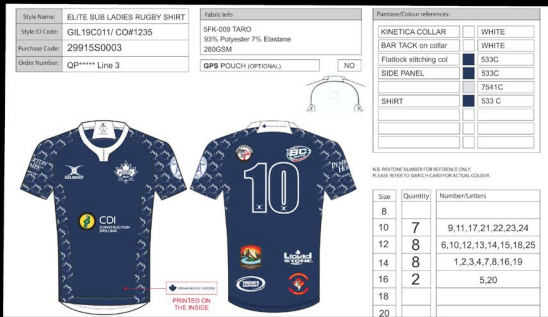 Style Name: ELITE SUB LADIES RUGBY SHIRT
Style ID Code: GIL19C011/ CO#1235
Purchase Code: 29915S0003
Order Number: QP***** Line 3
Fabric Info
5FK-009 TARO
93% Polyester 7% Elastane
280GSM
GPS POUCH (OPTIONAL) NO
Pantone/Colour references:
KINETICA COLLAR WHITE
BAR TACK on collar WHITE
Flatlock stitching col 533C
SIDE PANEL 533C
7541C
SHIRT 533 C
N.B. PANTONE NUMBER FOR REFERENCE ONLY.
PLEASE REFER TO SWATCH CARD FOR ACTUAL COLOUR.
GILBERT
CDI
CONSTRUCTION
DRILLING
10
Liquid
STONE
PRINTED ON
THE INSIDE
Size Quantity Number/Letters
8
10 7 9,11,17,21,22,23,24
12 8 6,10,12,13,14,15,18,25
14 8 1,2,3,4,7,8,16,19
16 2 5,20
18
20